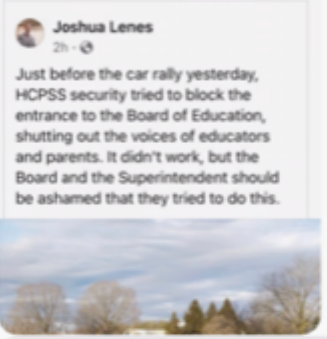 Joshua Lenes
2h ·
Just before the car rally yesterday,
HCPSS security tried to block the
entrance to the Board of Education,
shutting out the voices of educators
and parents. It didn't work, but the
Board and the Superintendent should
be ashamed that they tried to do this.